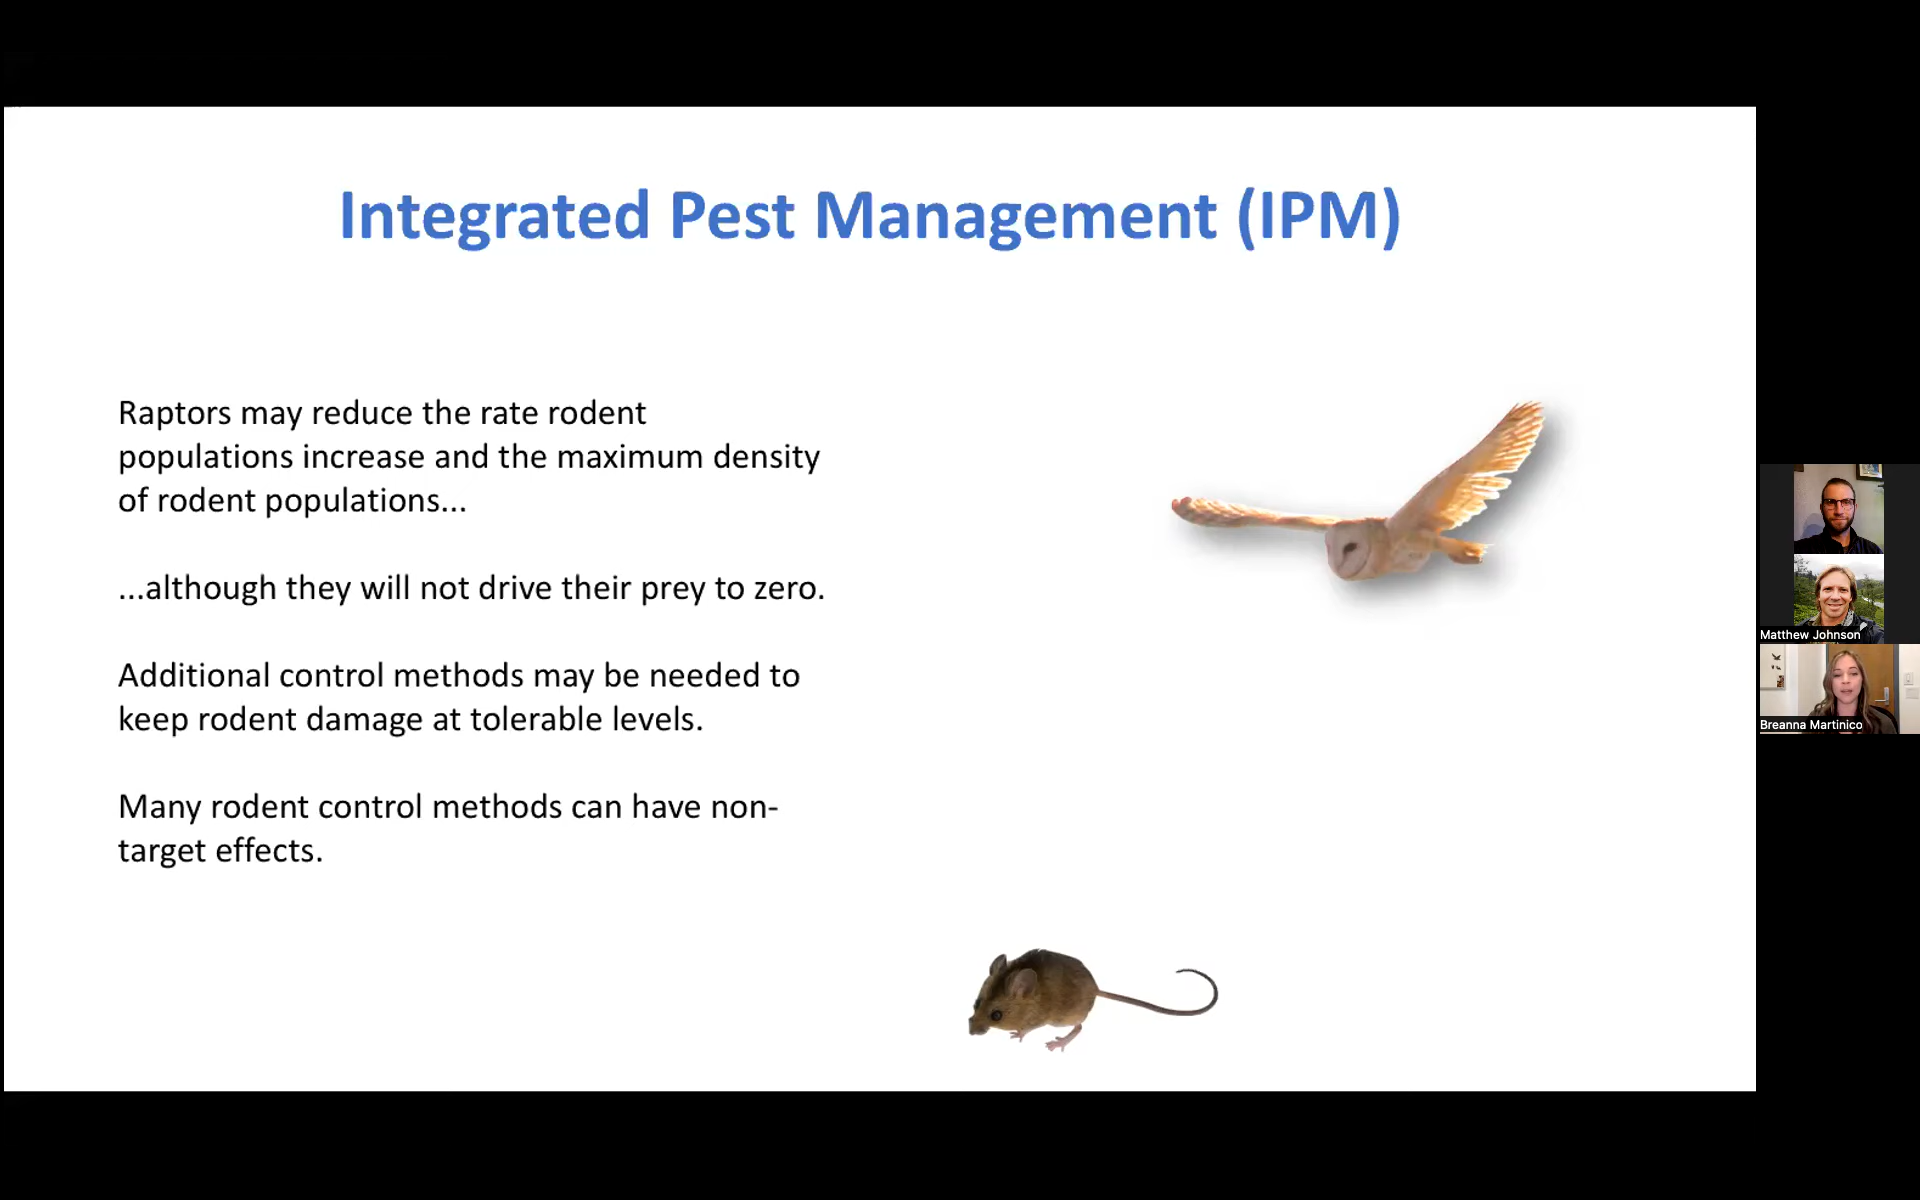 Integrated Pest Management (IPM)
Raptors may reduce the rate rodent
populations increase and the maximum density
of rodent populations...
...although they will not drive their prey to zero.
Additional control methods may be needed to
keep rodent damage at tolerable levels.
Many rodent control methods can have non-
target effects.
Matthew Johnson
Breanna Martinico